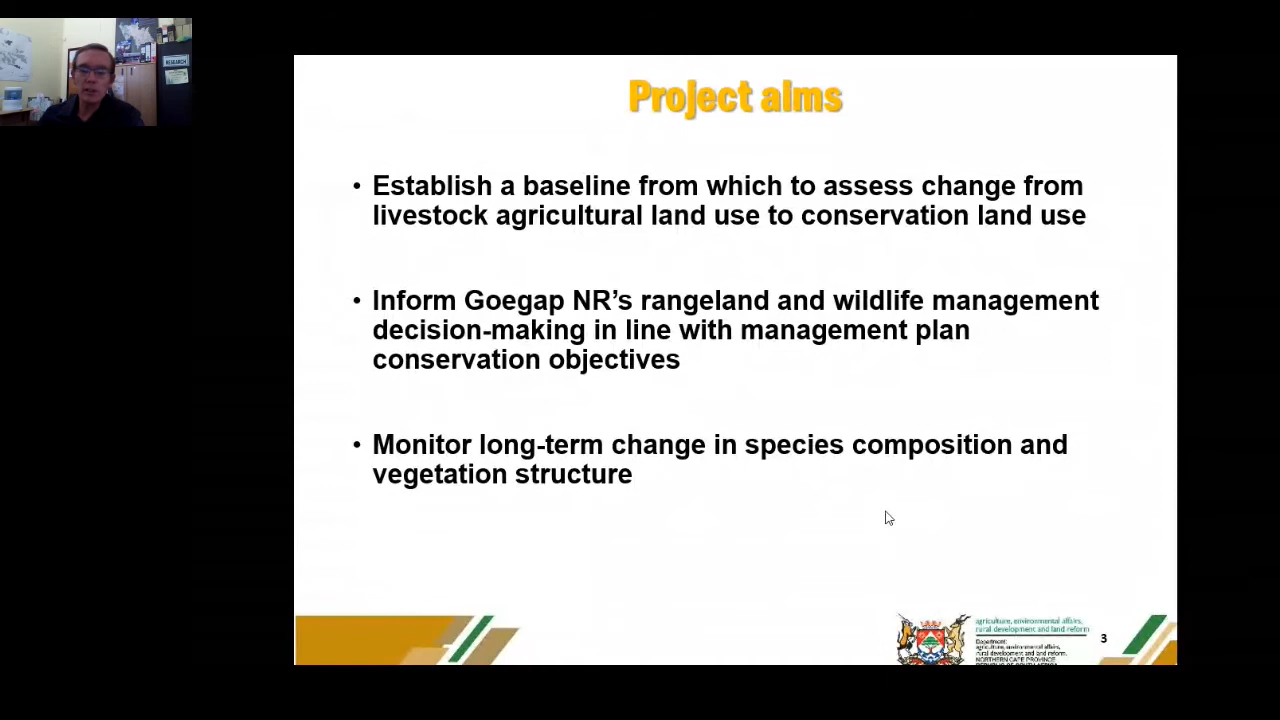 RESEARCH
Project aims
• Establish a baseline from which to assess change from
livestock agricultural land use to conservation land use
• Inform Goegap NR’s rangeland and wildlife management
decision-making in line with management plan
conservation objectives
• Monitor long-term change in species composition and
vegetation structure
agriculture, environmental affairs,
rural development and land reform
Department:
agriculture, environmental affairs,
rural development and land reform.
NORTHERN CAPE PROVINCE
REPUBLIC OF SOUTH AFRICA
3